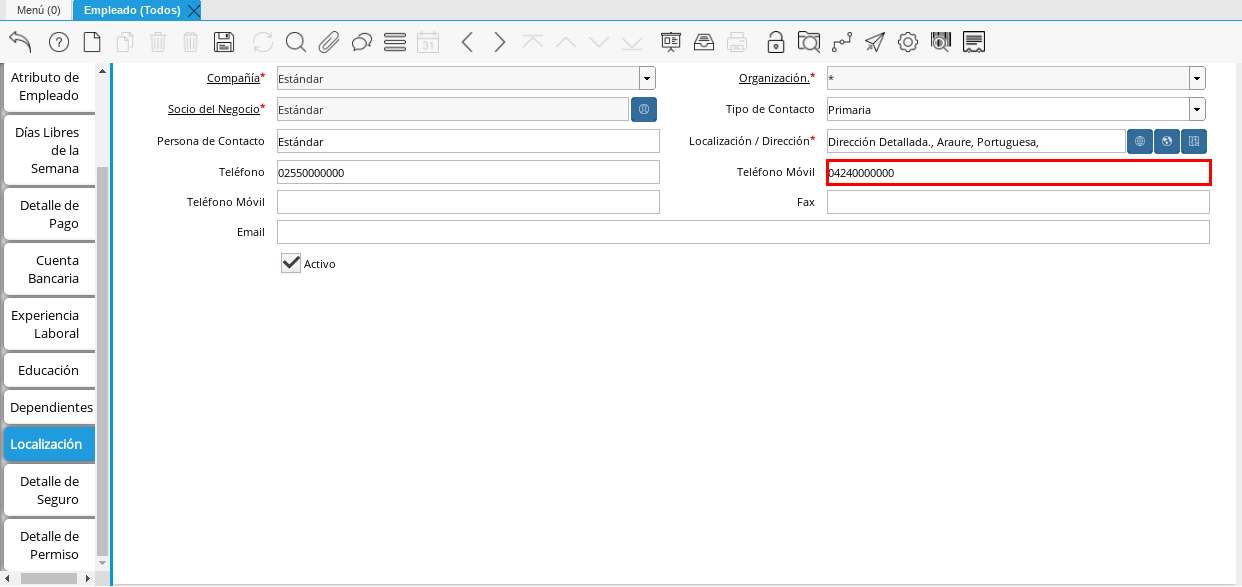 Menú (0)
Empleado (Todos)
31
Atributo de
Empleado
Días Libres
de la
Semana
Detalle de
Pago
Cuenta
Bancaria
Experiencia
Laboral
Educación
Dependientes
Localización
Detalle de
Seguro
Detalle de
Permiso
Compañía* Estándar Organización.* *
Socio del Negocio* Estándar Tipo de Contacto Primaria
Persona de Contacto Estándar Localización / Dirección* Dirección Detallada., Araure, Portuguesa,
Teléfono 02550000000 Teléfono Móvil 04240000000
Teléfono Móvil Fax
Email
Activo